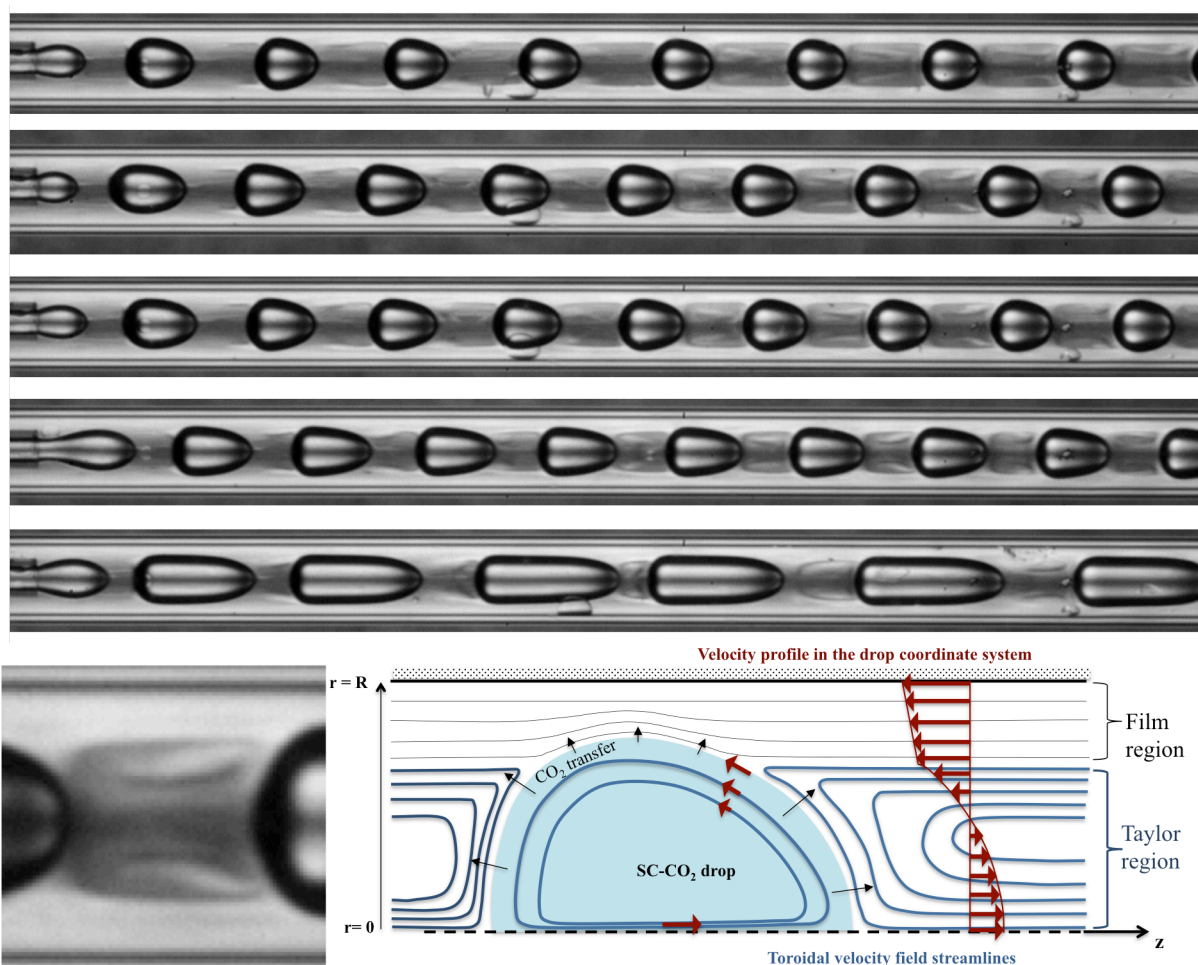 Velocity profile in the drop coordinate system
r = R
Film
region
CO₂ transfer
Taylor
region
SC-CO₂ drop
r= 0
z
Toroidal velocity field streamlines